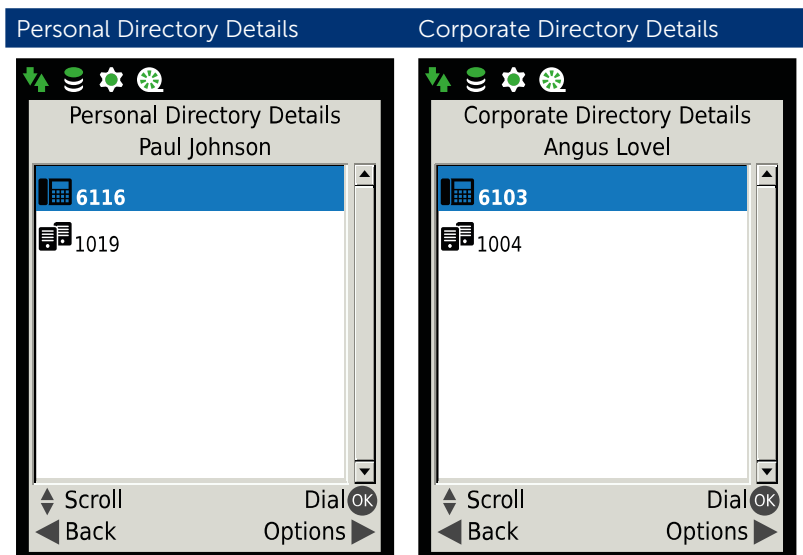 Personal Directory Details
Personal Directory Details
Paul Johnson
6116
1019
Scroll Dial OK
Back Options
Corporate Directory Details
Corporate Directory Details
Angus Lovel
6103
1004
Scroll Dial OK
Back Options